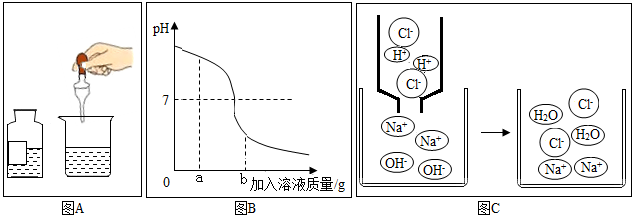 pH
7
0
a
b
加入溶液质量/g
Cl-
H+
H+
Cl-
Na+
Na+
OH-
OH-
H2O
Cl-
H2O
Cl-
Na+
Na+
图A
图B
图C